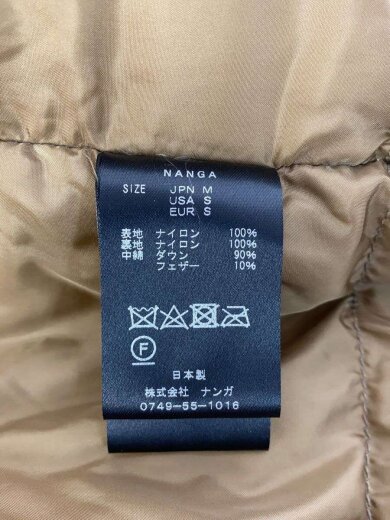 NANGA
SIZE JPN M
USA S
EUR S
表地 ナイロン 100%
裏地 ナイロン 100%
中綿 ダウン 90%
フェザー 10%
F
日本製
株式会社 ナンガ
0749-55-1016